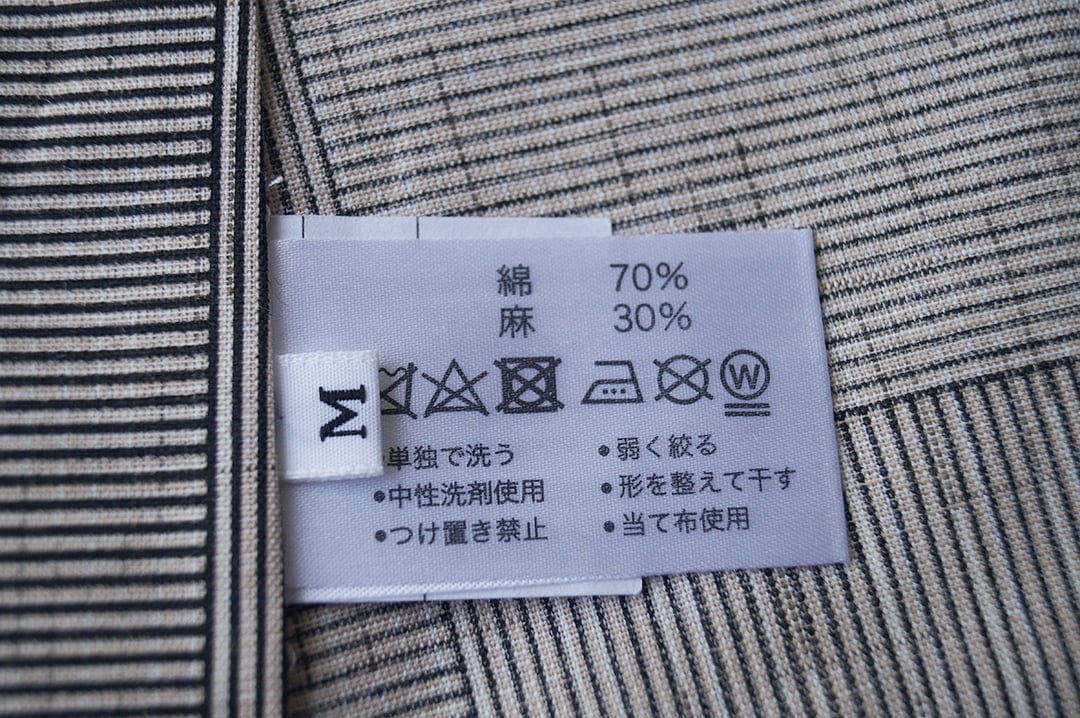 綿 70%
麻 30%
M
W
・単独で洗う
・中性洗剤使用
・つけ置き禁止
・弱く絞る
・形を整えて干す
・当て布使用